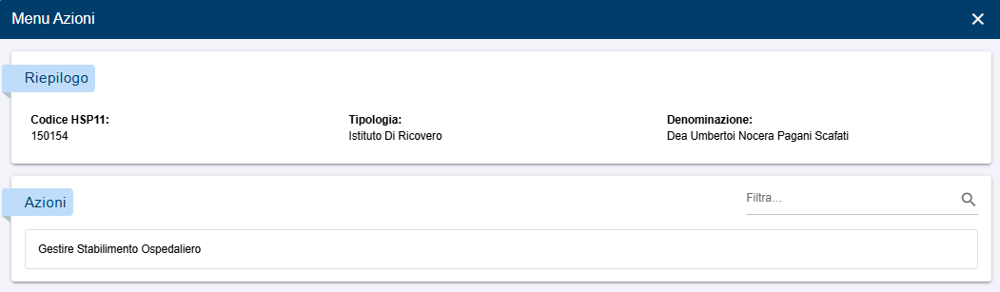 Menu Azioni
Riepilogo
Codice HSP11: Tipologia: Denominazione:
150154 Istituto Di Ricovero Dea Umbertoi Nocera Pagani Scafati
Azioni
Filtra...
Gestire Stabilimento Ospedaliero